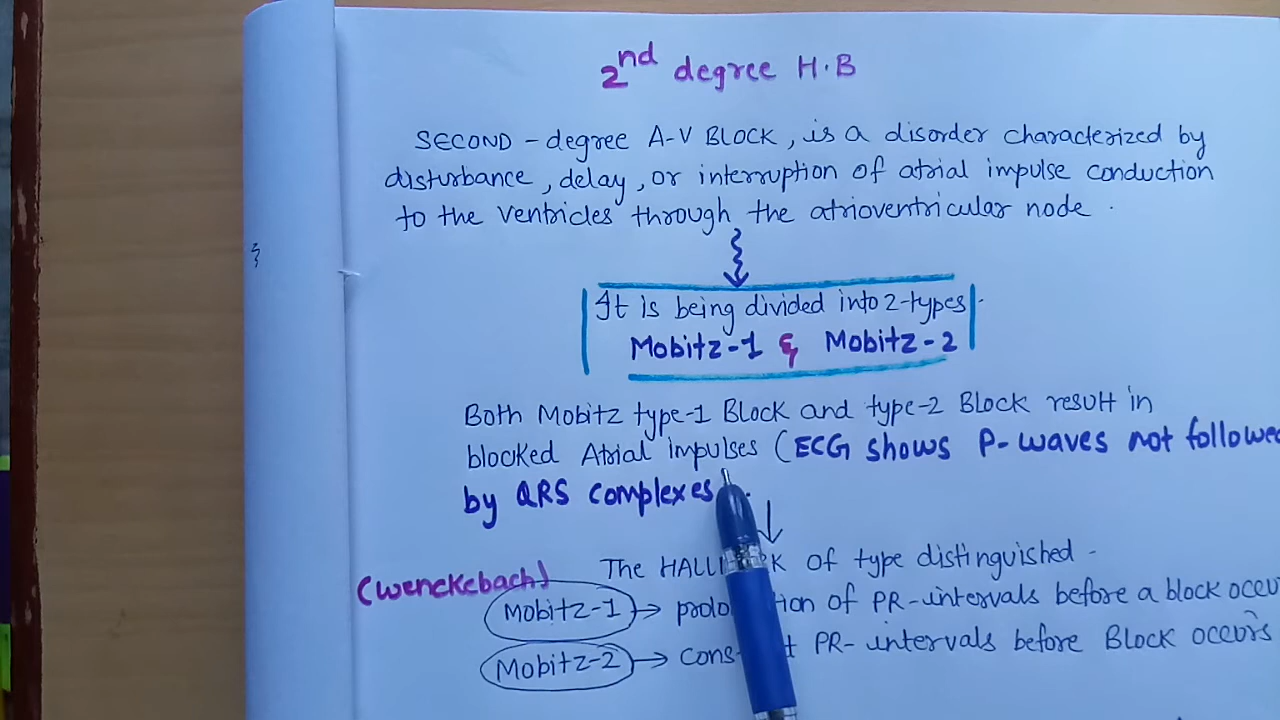 2nd degree H.B
SECOND - degree A-V BLOCK, is a disorder characterized by
disturbance, delay, or interruption of atrial impulse conduction
to the ventricles through the atrioventricular node.
It is being divided into 2-types.
Mobitz-1 & Mobitz-2
Both Mobitz type-1 Block and type-2 Block result in
blocked Atrial impulses (ECG shows P-waves not followe
by QRS complexes
The HALL K of type distinguished -
(Wenckebach)
Mobitz-1 → prolo tion of PR-intervals before a block occu
Mobitz-2 → cons t PR-intervals before Block occurs